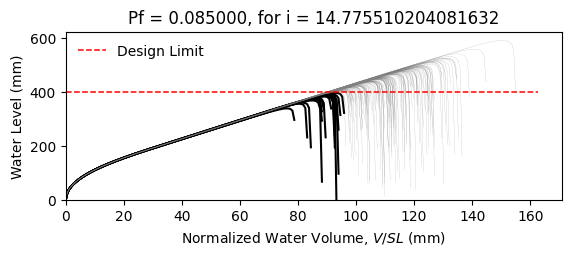 Pf = 0.085000, for i = 14.775510204081632
Design Limit
Water Level (mm)
600
400
200
0
0 20 40 60 80 100 120 140 160
Normalized Water Volume, V/SL (mm)